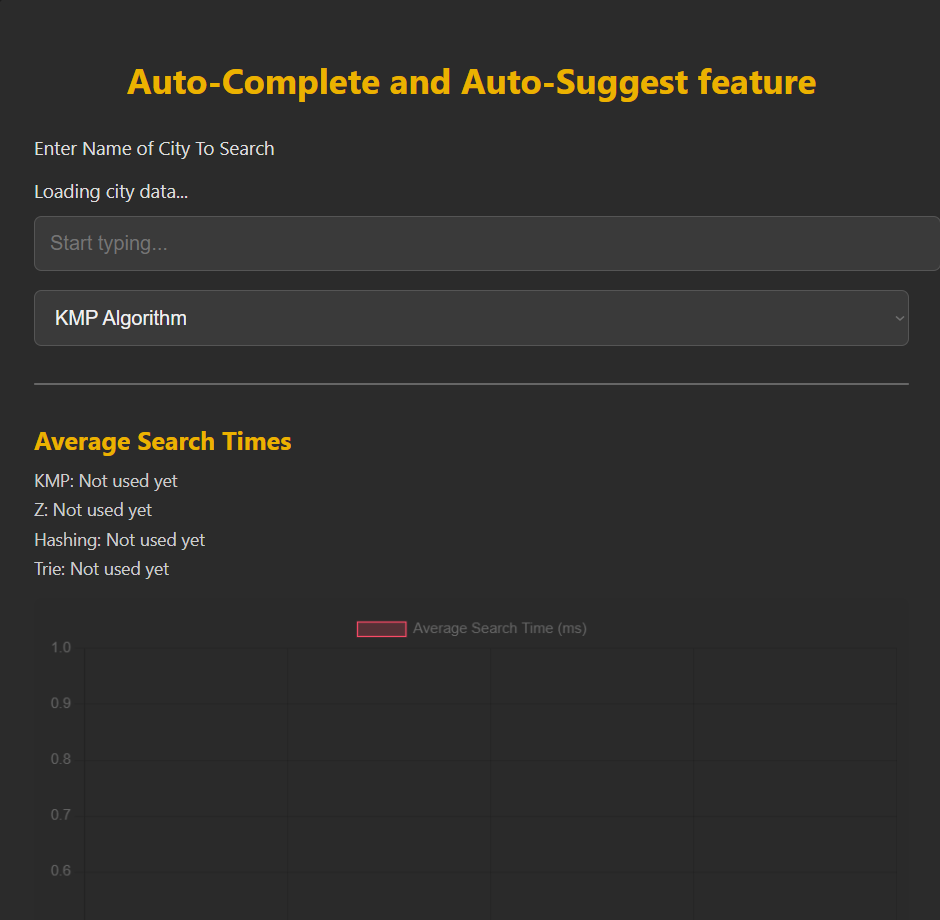 Auto-Complete and Auto-Suggest feature
Enter Name of City To Search
Loading city data...
Start typing...
KMP Algorithm
Average Search Times
KMP: Not used yet
Z: Not used yet
Hashing: Not used yet
Trie: Not used yet
Average Search Time (ms)
1.0
0.9
0.8
0.7
0.6